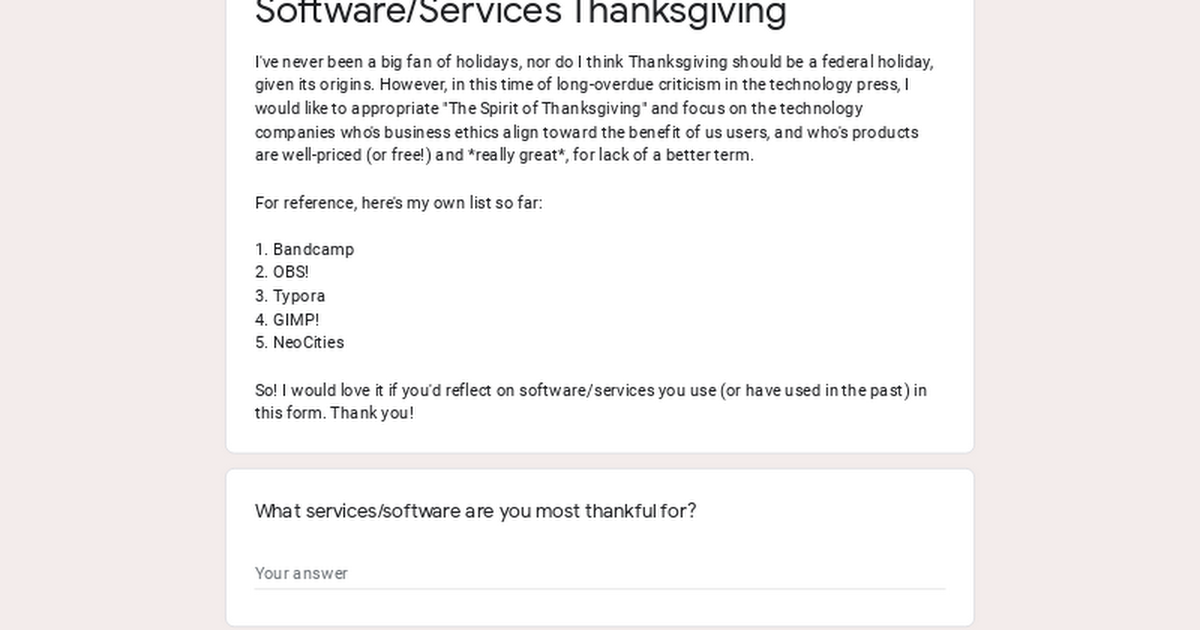 Software/Services Thanksgiving
I've never been a big fan of holidays, nor do I think Thanksgiving should be a federal holiday,
given its origins. However, in this time of long-overdue criticism in the technology press, I
would like to appropriate "The Spirit of Thanksgiving" and focus on the technology
companies who's business ethics align toward the benefit of us users, and who's products
are well-priced (or free!) and *really great*, for lack of a better term.
For reference, here's my own list so far:
1. Bandcamp
2. OBS!
3. Typora
4. GIMP!
5. NeoCities
So! I would love it if you'd reflect on software/services you use (or have used in the past) in
this form. Thank you!
What services/software are you most thankful for?
Your answer